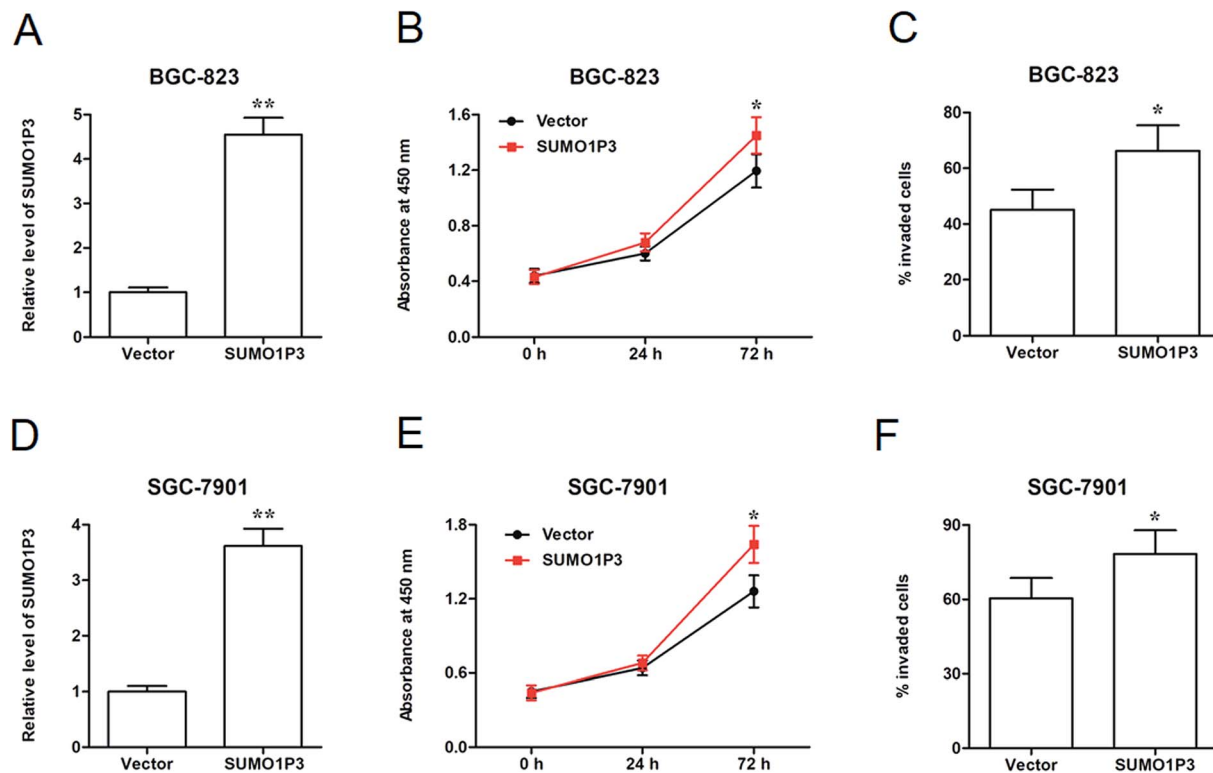 A
BGC-823
Relative level of SUMO1P3
5
4
3
2
1
0
**
Vector
SUMO1P3
B
BGC-823
Absorbance at 450 nm
1.6
1.2
0.8
0.4
0.0
Vector
SUMO1P3
*
0 h
24 h
72 h
C
BGC-823
% invaded cells
80
60
40
20
0
*
Vector
SUMO1P3
D
SGC-7901
Relative level of SUMO1P3
4
3
2
1
0
**
Vector
SUMO1P3
E
SGC-7901
Absorbance at 450 nm
1.8
1.2
0.6
0.0
Vector
SUMO1P3
*
0 h
24 h
72 h
F
SGC-7901
% invaded cells
90
60
30
0
*
Vector
SUMO1P3